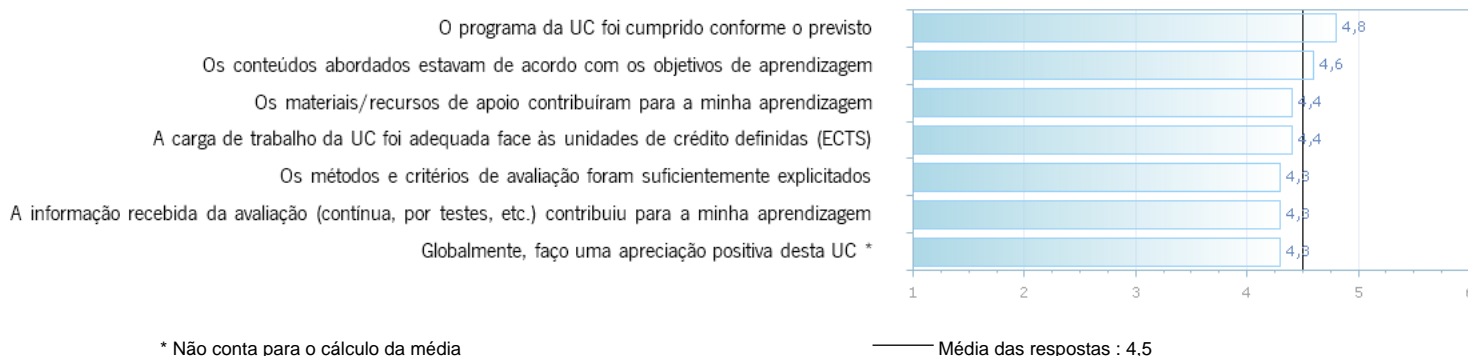 O programa da UC foi cumprido conforme o previsto
4,8
Os conteúdos abordados estavam de acordo com os objetivos de aprendizagem
4,6
Os materiais/recursos de apoio contribuíram para a minha aprendizagem
4,4
A carga de trabalho da UC foi adequada face às unidades de crédito definidas (ECTS)
4,4
Os métodos e critérios de avaliação foram suficientemente explicitados
4,3
A informação recebida da avaliação (contínua, por testes, etc.) contribuiu para a minha aprendizagem
4,3
Globalmente, faço uma apreciação positiva desta UC *
4,3
1 2 3 4 5 6
* Não conta para o cálculo da média
Média das respostas : 4,5